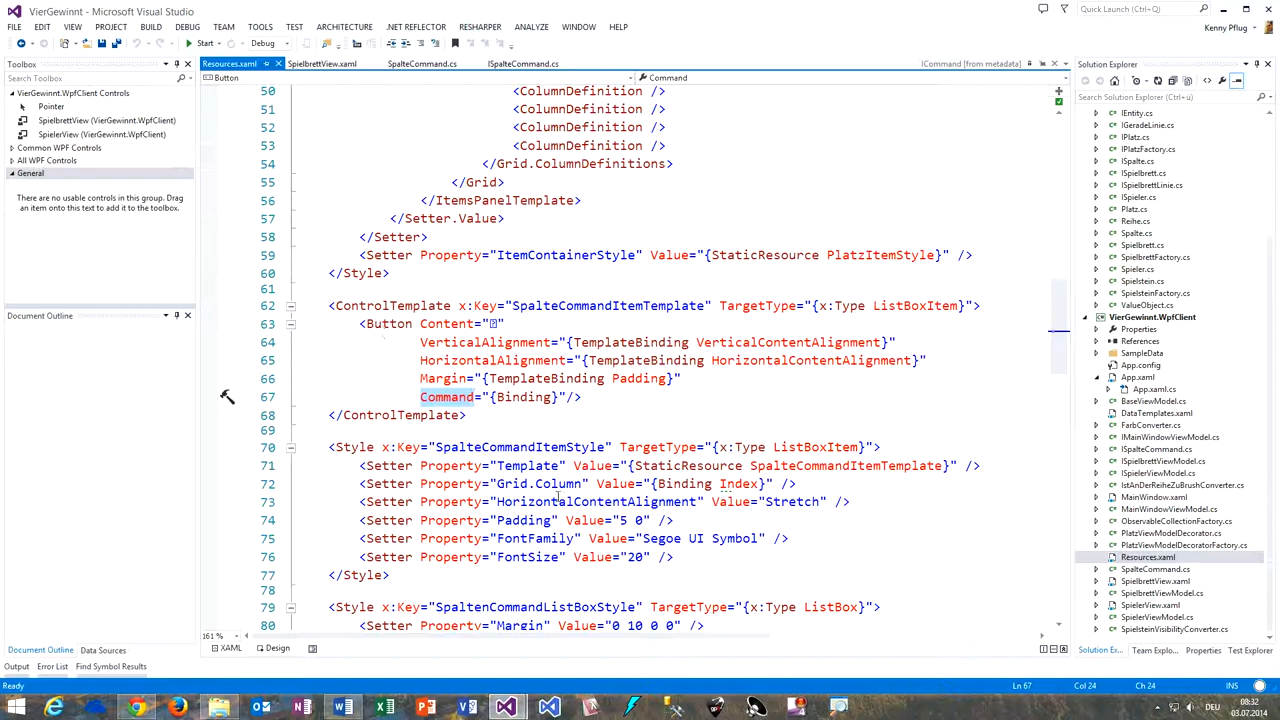 VierGewinnt - Microsoft Visual Studio
Quick Launch (Ctrl+Q)
FILE EDIT VIEW PROJECT BUILD DEBUG TEAM TOOLS TEST ARCHITECTURE .NET REFLECTOR RESHARPER ANALYZE WINDOW HELP
Kenny Pflug
Start Debug
Toolbox
Search Toolbox
VierGewinnt.WpfClient Controls
Pointer
SpielbrettView (VierGewinnt.WpfClient)
SpielerView (VierGewinnt.WpfClient)
Common WPF Controls
All WPF Controls
General
There are no usable controls in this group. Drag
an item onto this text to add it to the toolbox.
Document Outline
Document Outline Data Sources
Resources.xaml SpielbrettView.xaml SpalteCommand.cs ISpalteCommand.cs ICommand [from metadata]
Button Command
50 <ColumnDefinition />
51 <ColumnDefinition />
52 <ColumnDefinition />
53 <ColumnDefinition />
54 </Grid.ColumnDefinitions>
55 </Grid>
56 </ItemsPanelTemplate>
57 </Setter.Value>
58 </Setter>
59 <Setter Property="ItemContainerStyle" Value="{StaticResource PlatzItemStyle}" />
60 </Style>
61
62 <ControlTemplate x:Key="SpalteCommandItemTemplate" TargetType="{x:Type ListBoxItem}">
63 <Button Content=""
64 VerticalAlignment="{TemplateBinding VerticalContentAlignment}"
65 HorizontalAlignment="{TemplateBinding HorizontalContentAlignment}"
66 Margin="{TemplateBinding Padding}"
67 Command="{Binding}"/>
68 </ControlTemplate>
69
70 <Style x:Key="SpalteCommandItemStyle" TargetType="{x:Type ListBoxItem}">
71 <Setter Property="Template" Value="{StaticResource SpalteCommandItemTemplate}" />
72 <Setter Property="Grid.Column" Value="{Binding Index}" />
73 <Setter Property="HorizontalContentAlignment" Value="Stretch" />
74 <Setter Property="Padding" Value="5 0" />
75 <Setter Property="FontFamily" Value="Segoe UI Symbol" />
76 <Setter Property="FontSize" Value="20" />
77 </Style>
78
79 <Style x:Key="SpaltenCommandListBoxStyle" TargetType="{x:Type ListBox}">
80 <Setter Property="Margin" Value="0 10 0 0" />
161 %
XAML Design
Solution Explorer
Search Solution Explorer (Ctrl+ü)
IEntity.cs
IGeradeLinie.cs
IPlatz.cs
IPlatzFactory.cs
ISpalte.cs
ISpielbrett.cs
ISpielbrettLinie.cs
ISpieler.cs
Platz.cs
Reihe.cs
Spalte.cs
Spielbrett.cs
SpielbrettFactory.cs
Spieler.cs
Spielstein.cs
SpielsteinFactory.cs
ValueObject.cs
VierGewinnt.WpfClient
Properties
References
SampleData
App.config
App.xaml
App.xaml.cs
BaseViewModel.cs
DataTemplates.xaml
FarbConverter.cs
IMainWindowViewModel.cs
ISpalteCommand.cs
ISpielbrettViewModel.cs
ISpielerViewModel.cs
IstAnDerReiheZuBrushConverter.cs
MainWindow.xaml
MainWindowViewModel.cs
ObservableCollectionFactory.cs
PlatzViewModelDecorator.cs
PlatzViewModelDecoratorFactory.cs
Resources.xaml
SpalteCommand.cs
SpielbrettView.xaml
SpielbrettViewModel.cs
SpielerView.xaml
SpielerViewModel.cs
SpielsteinVisibilityConverter.cs
Solution Ex... Team Explo... Properties Test Explorer
Output Error List Find Symbol Results
Ready Ln 67 Col 24 Ch 24 INS
DEU 08:32
03.07.2014